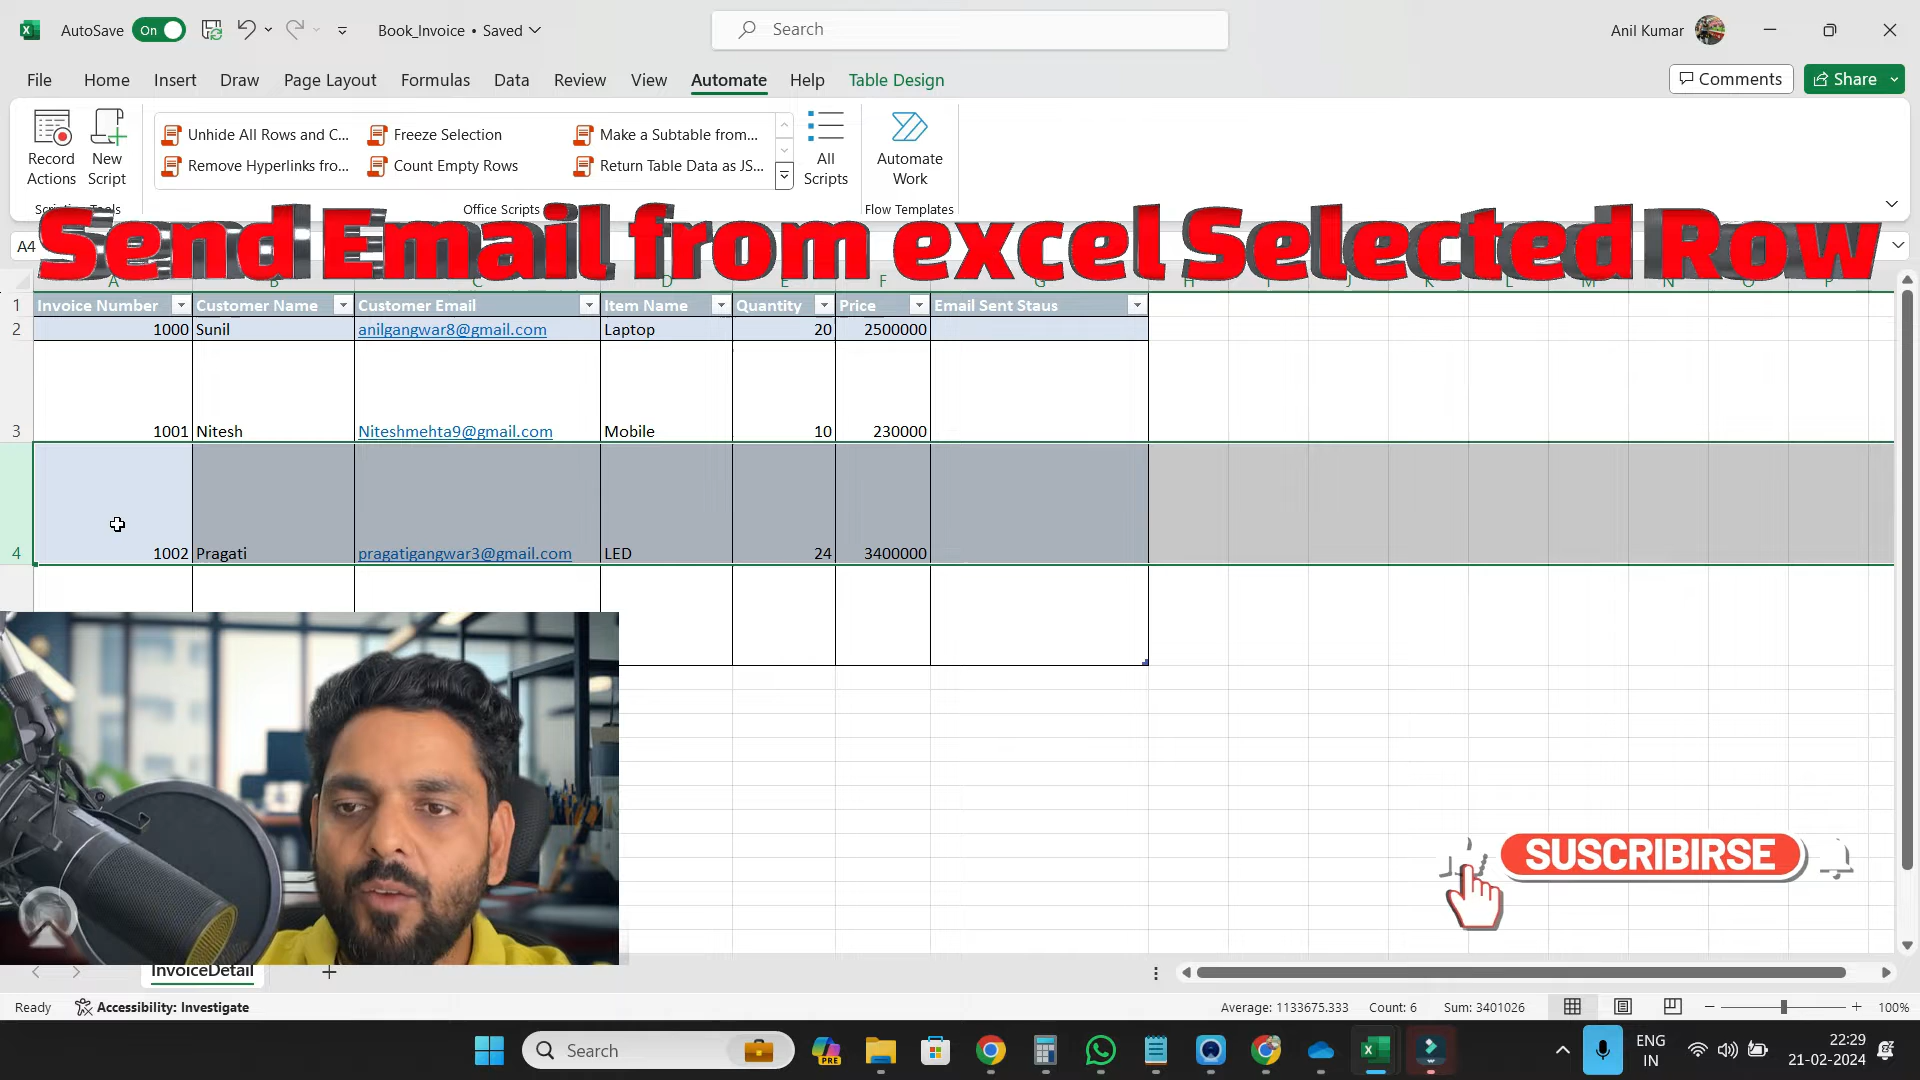 AutoSave On Book_Invoice • Saved Search Anil Kumar
File Home Insert Draw Page Layout Formulas Data Review View Automate Help Table Design Comments Share
Unhide All Rows and C... Freeze Selection Make a Subtable from...
Remove Hyperlinks fro... Count Empty Rows Return Table Data as JS...
Record Actions
New Script
All Scripts
Automate Work
Office Scripts Flow Templates
A4
Send Email from excel Selected Row
1 Invoice Number Customer Name Customer Email Item Name Quantity Price Email Sent Staus
2 1000 Sunil anilgangwar8@gmail.com Laptop 20 2500000
3 1001 Nitesh Niteshmehta9@gmail.com Mobile 10 230000
4 1002 Pragati pragatigangwar3@gmail.com LED 24 3400000
SUSCRIBIRSE
InvoiceDetail
Ready Accessibility: Investigate Average: 1133675.333 Count: 6 Sum: 3401026 100%
Search PRE ENG 22:29
IN 21-02-2024